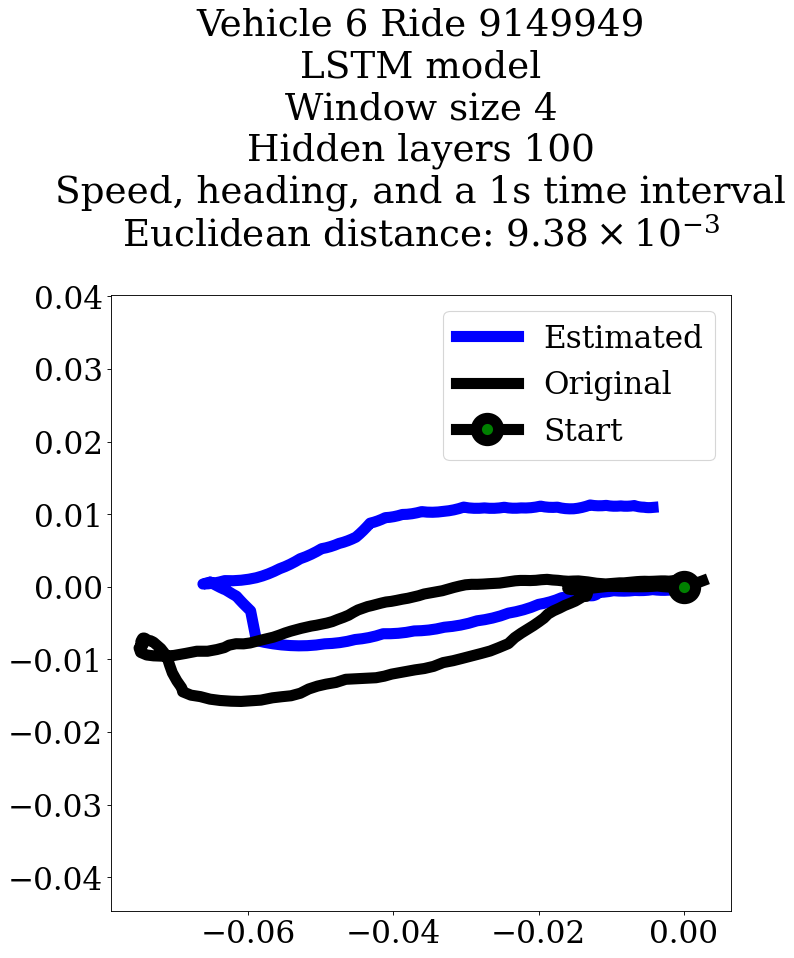 Vehicle 6 Ride 9149949
LSTM model
Window size 4
Hidden layers 100
Speed, heading, and a 1s time interval
Euclidean distance: 9.38 × 10⁻³
0.04
0.03
0.02
0.01
0.00
−0.01
−0.02
−0.03
−0.04
Estimated
Original
Start
−0.06 −0.04 −0.02 0.00